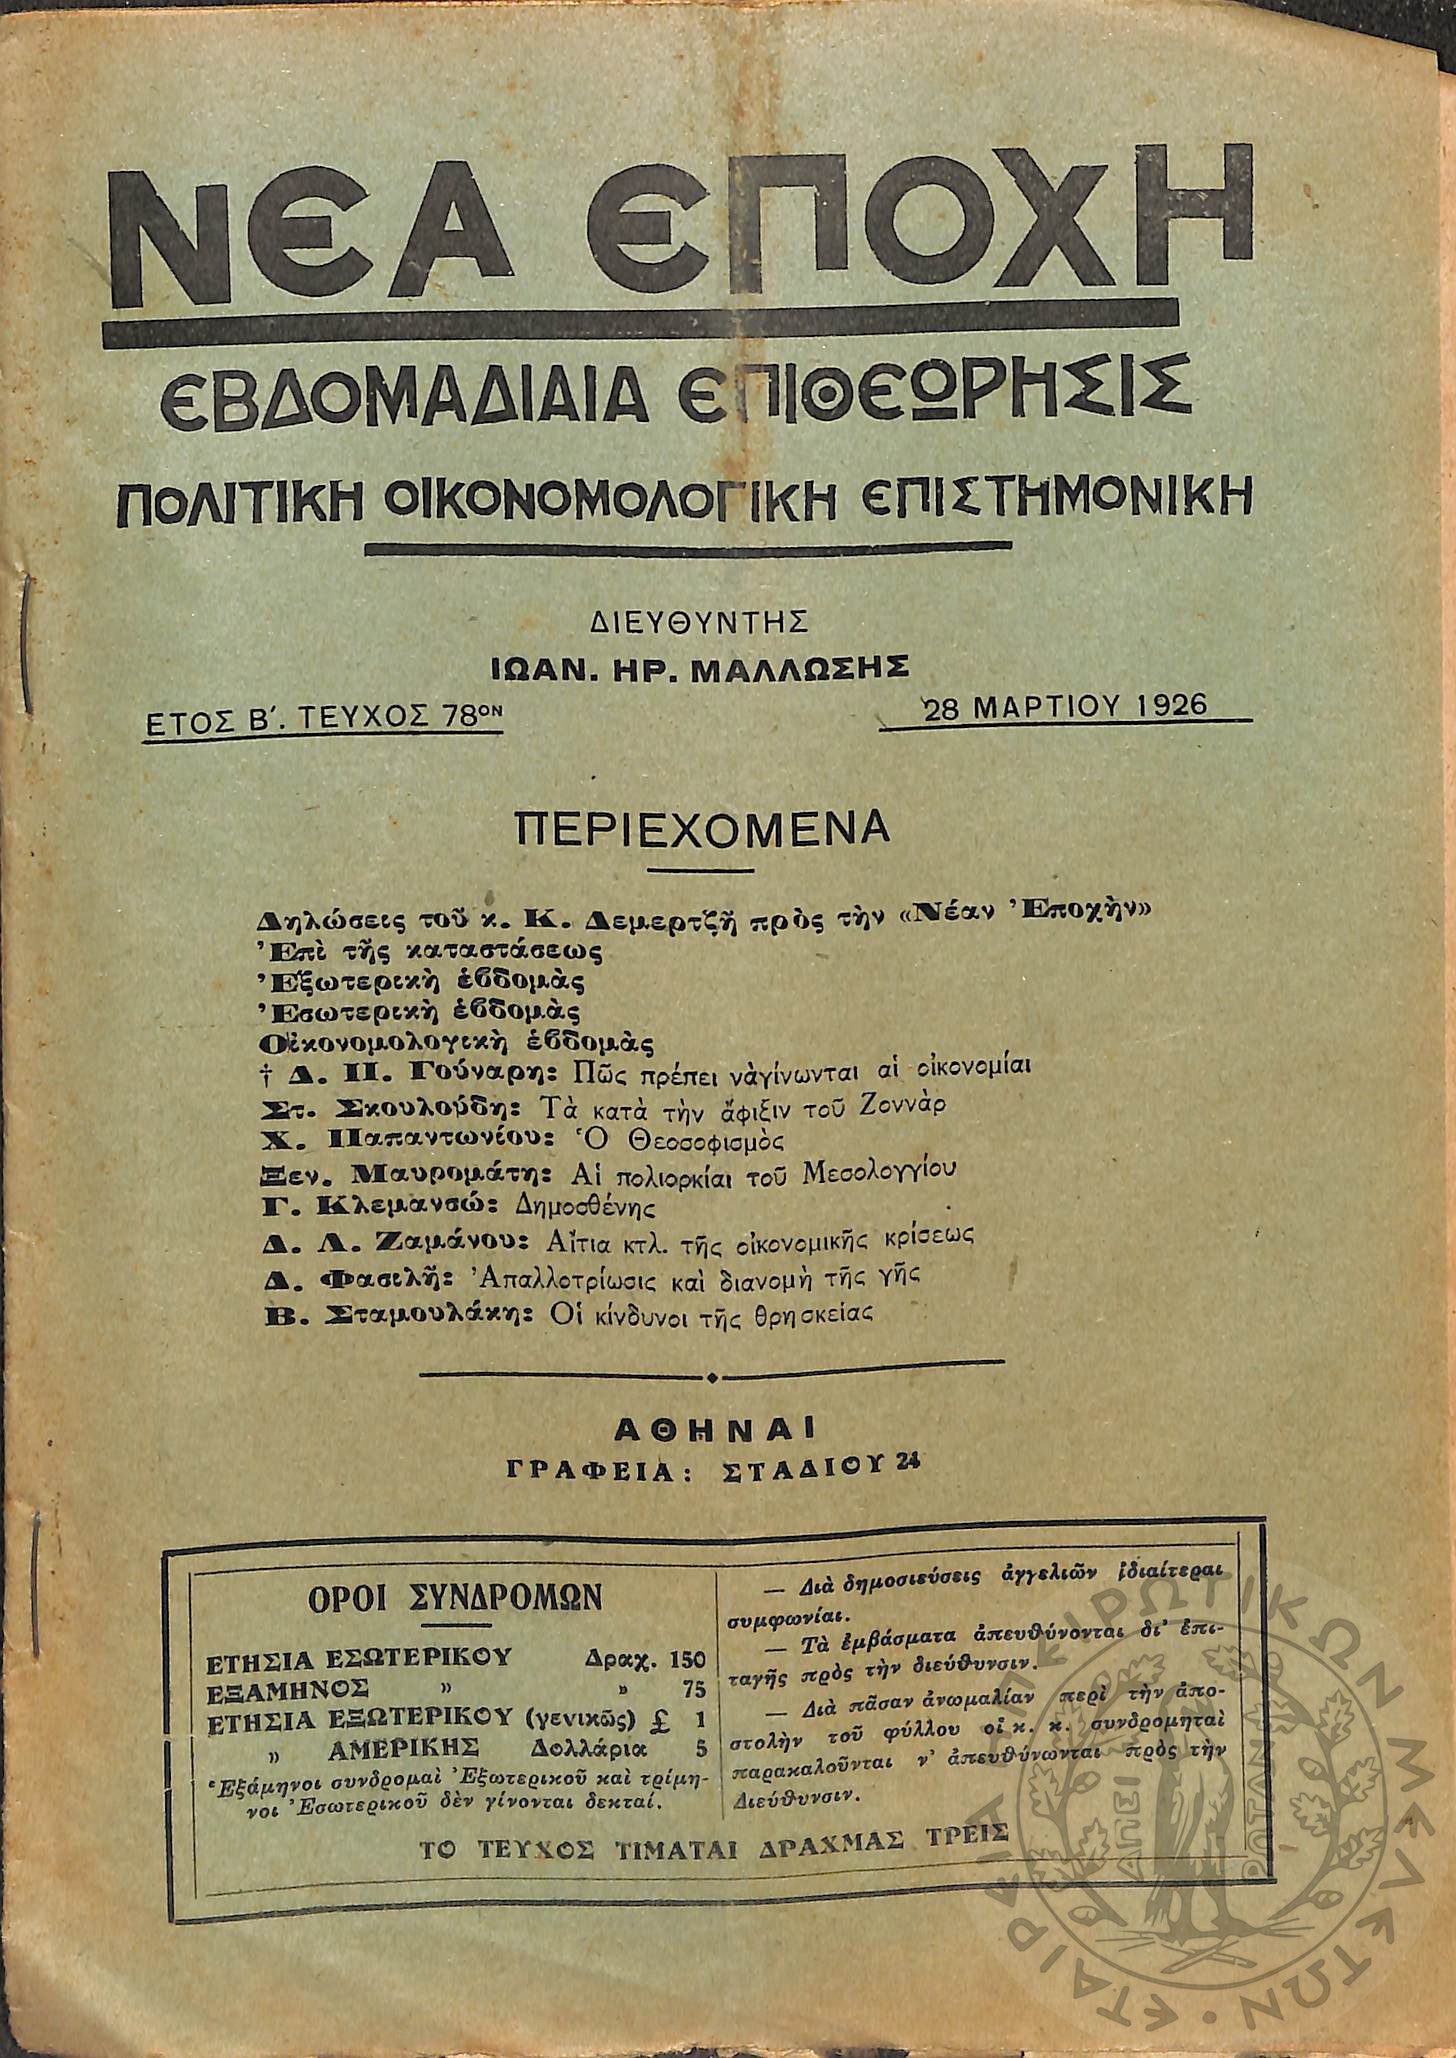 ΝΕΑ ΕΠΟΧΗ
ΕΒΔΟΜΑΔΙΑΙΑ ΕΠΙΘΕΩΡΗΣΙΣ
ΠΟΛΙΤΙΚΗ ΟΙΚΟΝΟΜΟΛΟΓΙΚΗ ΕΠΙΣΤΗΜΟΝΙΚΗ
ΔΙΕΥΘΥΝΤΗΣ
ΙΩΑΝ. ΗΡ. ΜΑΛΛΩΣΗΣ
ΕΤΟΣ Β΄. ΤΕΥΧΟΣ 78ΟΝ
28 ΜΑΡΤΙΟΥ 1926
ΠΕΡΙΕΧΟΜΕΝΑ
Δηλώσεις τοῦ κ. Κ. Δεμερτζῆ πρὸς τὴν «Νέαν Ἐποχὴν»
Ἐπὶ τῆς καταστάσεως
Ἐξωτερικὴ ἑβδομὰς
Ἐσωτερικὴ ἑβδομὰς
Οἰκονομολογικὴ ἑβδομὰς
† Δ. Π. Γούναρη: Πῶς πρέπει νὰγίνωνται αἱ οἰκονομίαι
Στ. Σκουλούδη: Τὰ κατὰ τὴν ἄφιξιν τοῦ Ζοννὰρ
Χ. Παπαντωνίου: Ὁ Θεοσοφισμὸς
Ξεν. Μαυρομάτη: Αἱ πολιορκίαι τοῦ Μεσολογγίου
Γ. Κλεμανσώ: Δημοσθένης
Δ. Λ. Ζαμάνου: Αἴτια κτλ. τῆς οἰκονομικῆς κρίσεως
Δ. Φασιλῆ: Ἀπαλλοτρίωσις καὶ διανομὴ τῆς γῆς
Β. Σταμουλάκη: Οἱ κίνδυνοι τῆς θρησκείας
ΑΘΗΝΑΙ
ΓΡΑΦΕΙΑ: ΣΤΑΔΙΟΥ 24
ΟΡΟΙ ΣΥΝΔΡΟΜΩΝ
ΕΤΗΣΙΑ ΕΣΩΤΕΡΙΚΟΥ Δραχ. 150
ΕΞΑΜΗΝΟΣ » » 75
ΕΤΗΣΙΑ ΕΞΩΤΕΡΙΚΟΥ (γενικῶς) £ 1
» ΑΜΕΡΙΚΗΣ Δολλάρια 5
Ἑξάμηνοι συνδρομαὶ Ἐξωτερικοῦ καὶ τρίμη-
νοι Ἐσωτερικοῦ δὲν γίνονται δεκταί.
— Διὰ δημοσιεύσεις ἀγγελιῶν ἰδιαίτεραι
συμφωνίαι.
— Τὰ ἐμβάσματα ἀπευθύνονται δι' ἐπι-
ταγῆς πρὸς τὴν διεύθυνσιν.
— Διὰ πᾶσαν ἀνωμαλίαν περὶ τὴν ἀπο-
στολὴν τοῦ φύλλου οἱ κ. κ. συνδρομηταὶ
παρακαλοῦνται ν' ἀπευθύνωνται πρὸς τὴν
Διεύθυνσιν.
ΤΟ ΤΕΥΧΟΣ ΤΙΜΑΤΑΙ ΔΡΑΧΜΑΣ ΤΡΕΙΣ
ΕΤΑΙΡΕΙΑ ΗΠΕΙΡΩΤΙΚΩΝ ΜΕΛΕΤΩΝ
ΑΠΕΙ
ΡΩΤΑΝ